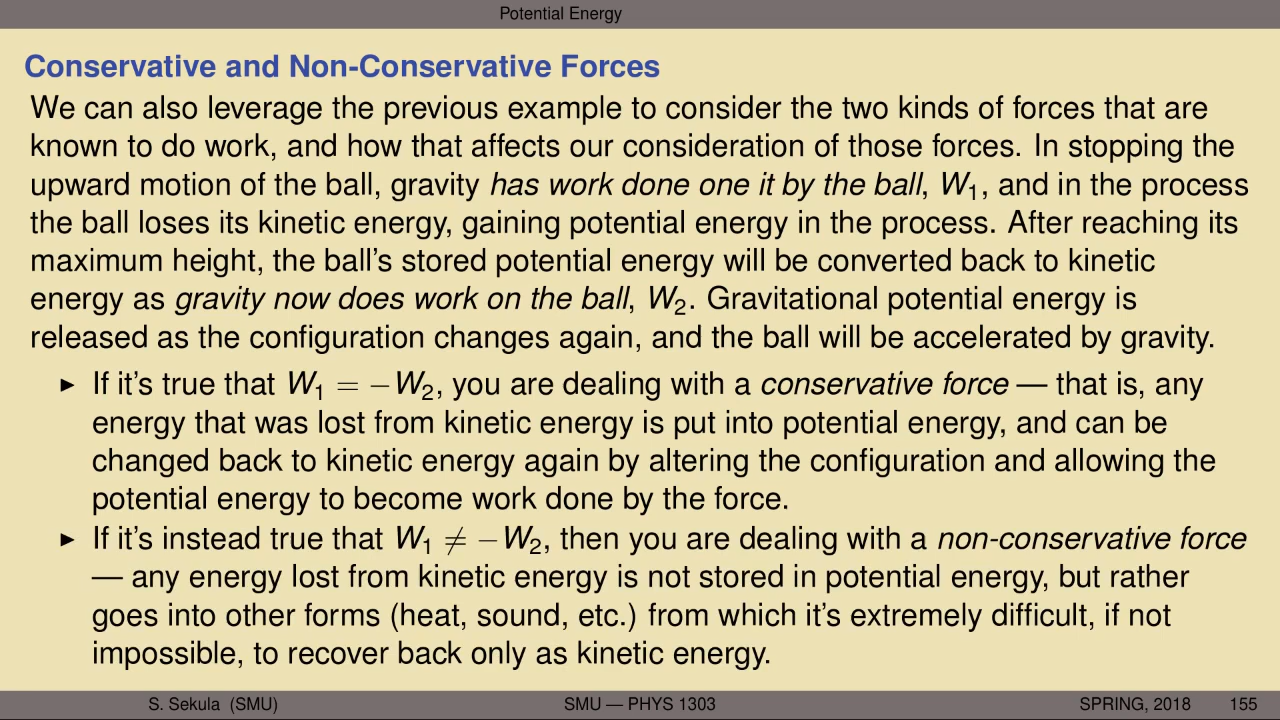 Potential Energy
Conservative and Non-Conservative Forces
We can also leverage the previous example to consider the two kinds of forces that are
known to do work, and how that affects our consideration of those forces. In stopping the
upward motion of the ball, gravity has work done one it by the ball, W₁, and in the process
the ball loses its kinetic energy, gaining potential energy in the process. After reaching its
maximum height, the ball's stored potential energy will be converted back to kinetic
energy as gravity now does work on the ball, W₂. Gravitational potential energy is
released as the configuration changes again, and the ball will be accelerated by gravity.
▶ If it's true that W₁ = −W₂, you are dealing with a conservative force — that is, any
energy that was lost from kinetic energy is put into potential energy, and can be
changed back to kinetic energy again by altering the configuration and allowing the
potential energy to become work done by the force.
▶ If it's instead true that W₁ ≠ −W₂, then you are dealing with a non-conservative force
— any energy lost from kinetic energy is not stored in potential energy, but rather
goes into other forms (heat, sound, etc.) from which it's extremely difficult, if not
impossible, to recover back only as kinetic energy.
S. Sekula (SMU) SMU — PHYS 1303 SPRING, 2018 155